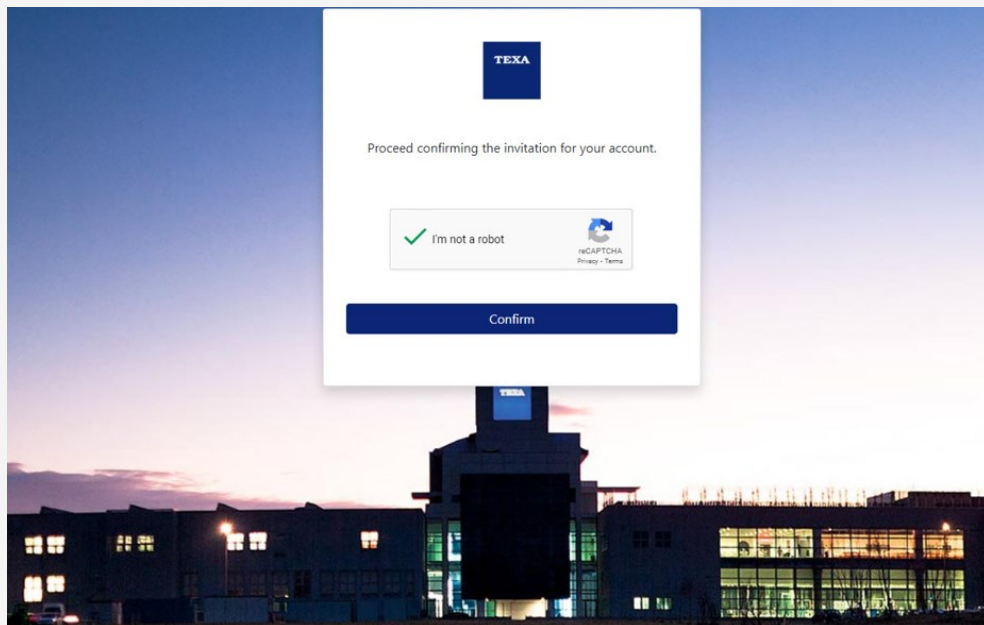 TEXA
Proceed confirming the invitation for your account.
I'm not a robot
reCAPTCHA
Privacy - Terms
Confirm
TEXA